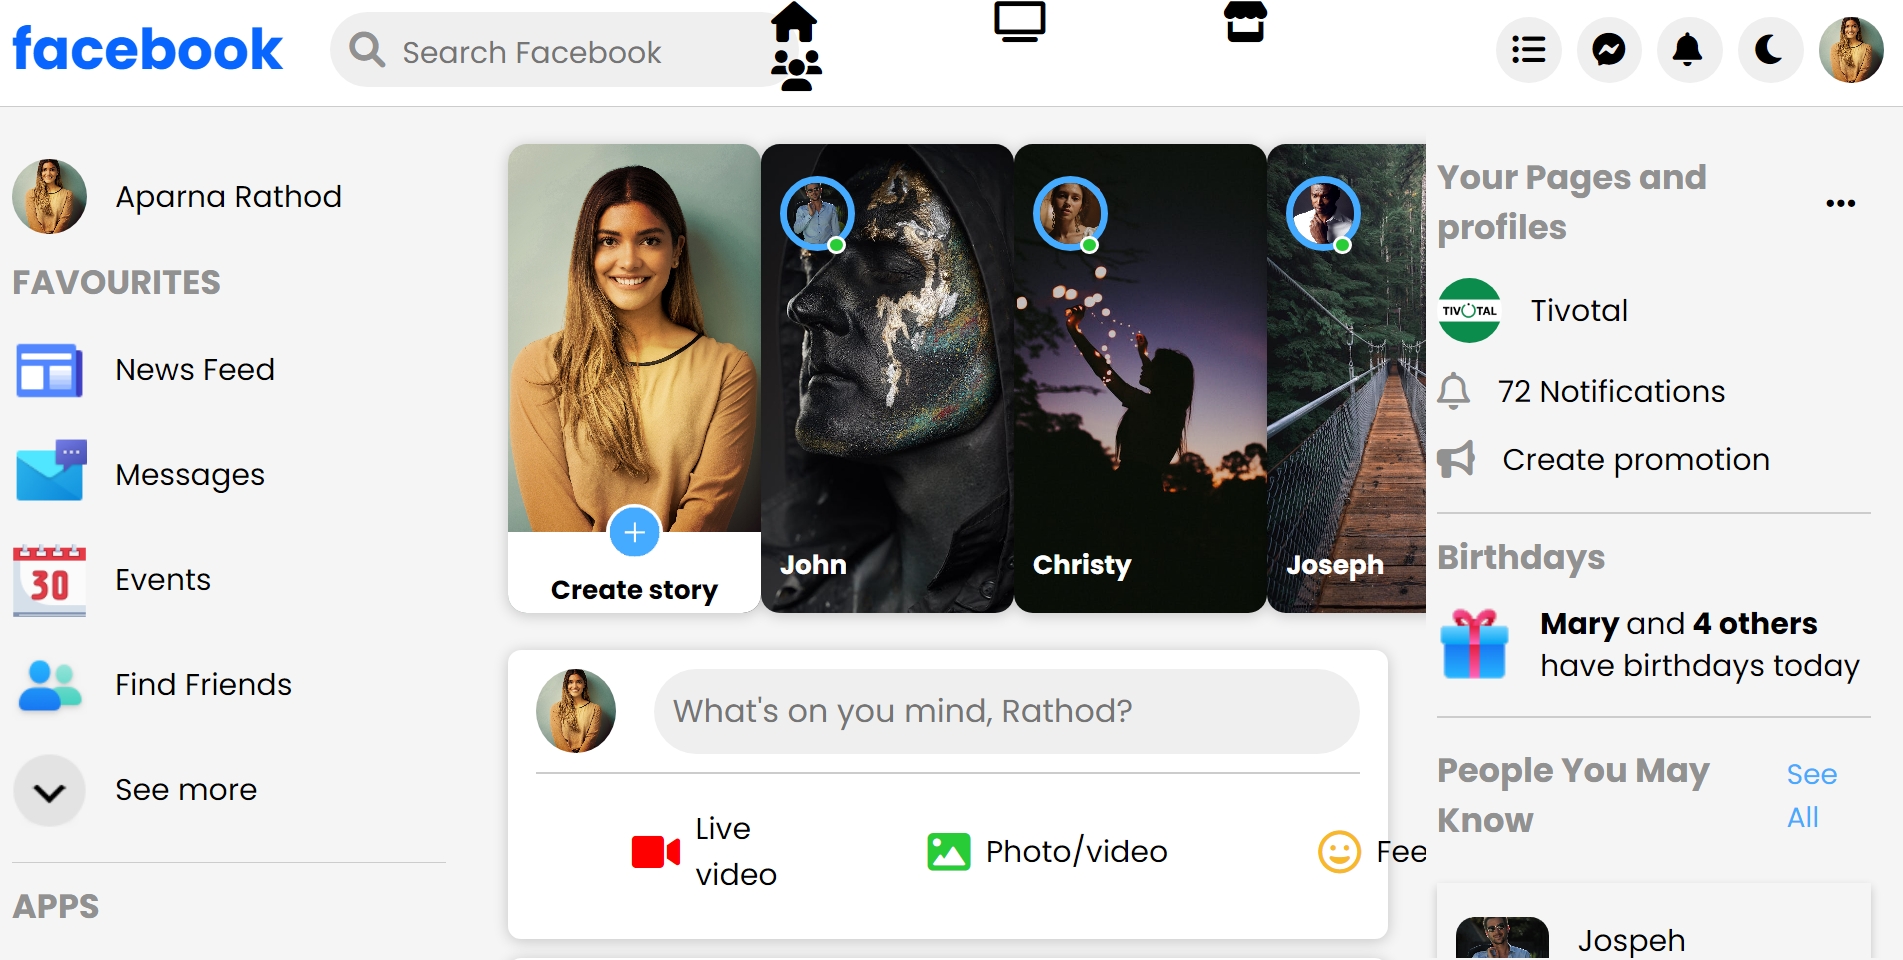 facebook
Search Facebook
Aparna Rathod
FAVOURITES
News Feed
Messages
30
Events
Find Friends
See more
APPS
Create story
John
Christy
Joseph
What's on you mind, Rathod?
Live
video
Photo/video
Fee
Your Pages and
profiles
TIVOTAL
Tivotal
72 Notifications
Create promotion
Birthdays
Mary and 4 others
have birthdays today
People You May
Know
See
All
Jospeh